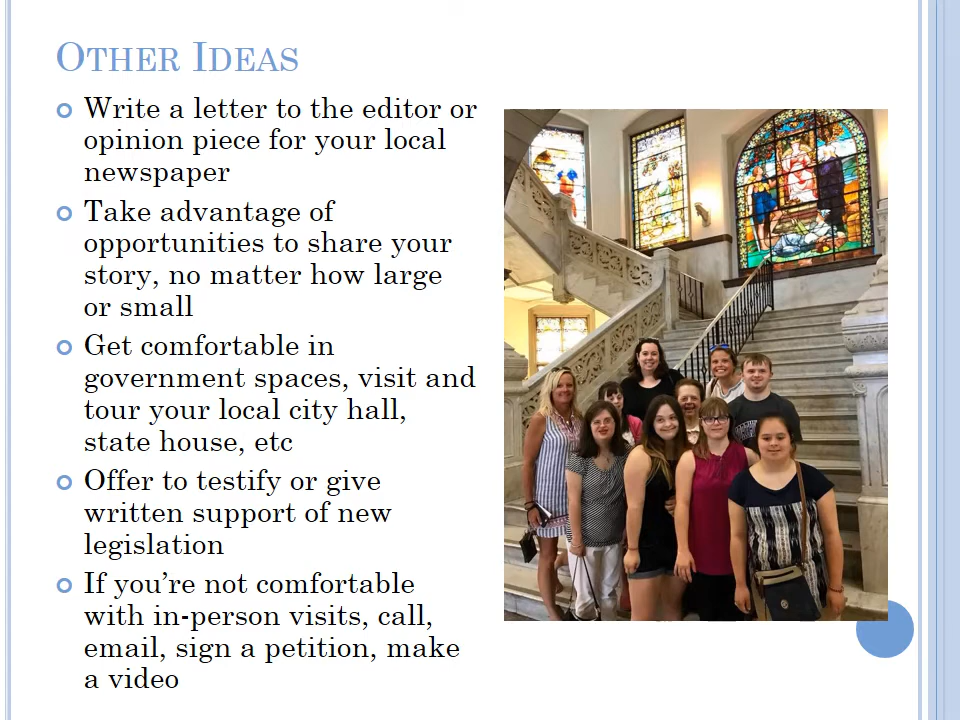 OTHER IDEAS
Write a letter to the editor or
opinion piece for your local
newspaper
Take advantage of
opportunities to share your
story, no matter how large
or small
Get comfortable in
government spaces, visit and
tour your local city hall,
state house, etc
Offer to testify or give
written support of new
legislation
If you’re not comfortable
with in-person visits, call,
email, sign a petition, make
a video